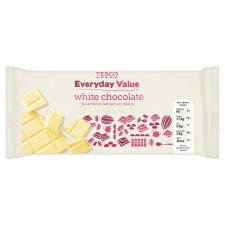 TESCO
Everyday Value
white chocolate
No artificial flavours or colours